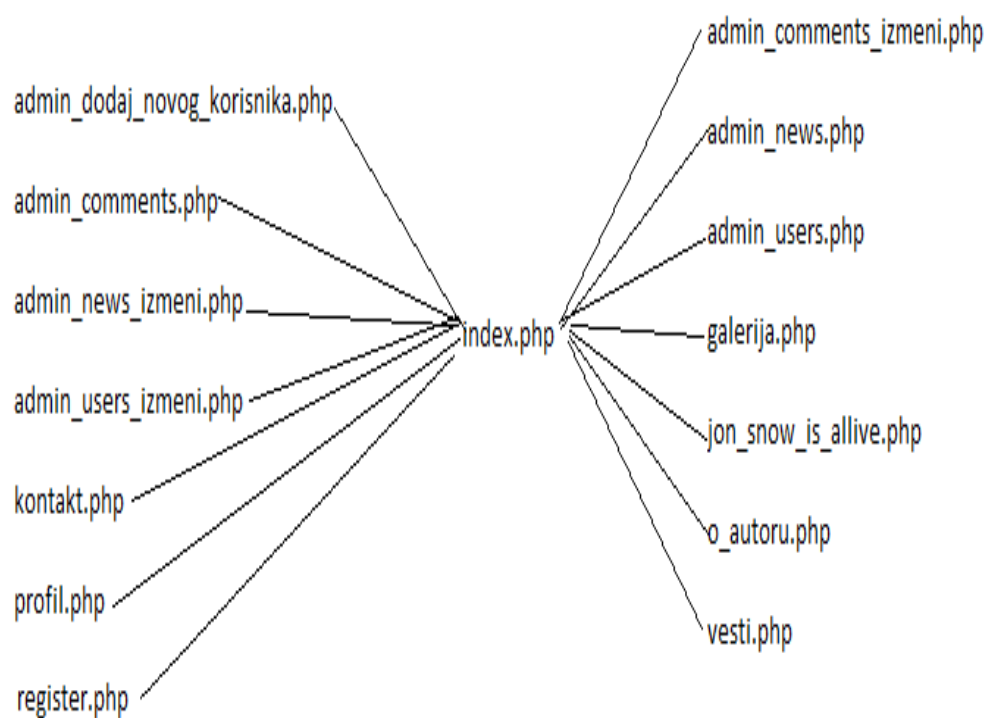 admin_comments_izmeni.php
admin_dodaj_novog_korisnika.php
admin_news.php
admin_comments.php
admin_users.php
admin_news_izmeni.php
index.php
galerija.php
admin_users_izmeni.php
jon_snow_is_allive.php
kontakt.php
o_autoru.php
profil.php
vesti.php
register.php